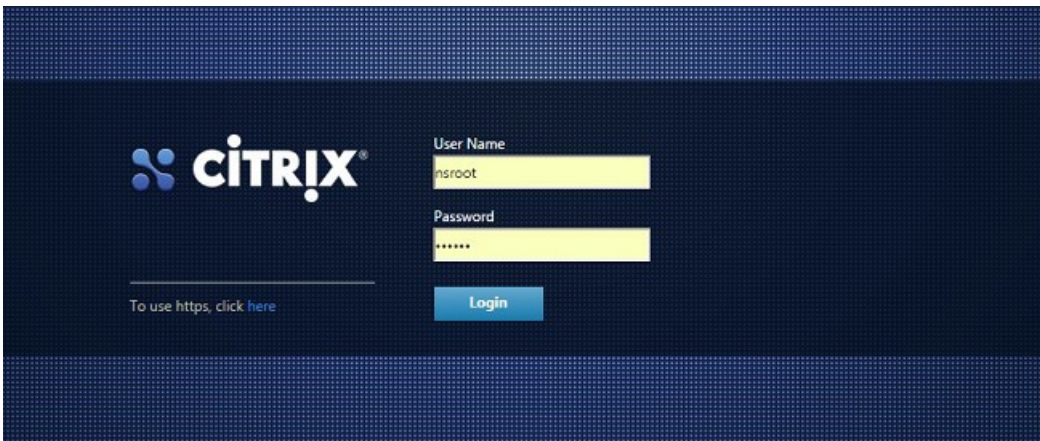 CITRIX®
User Name
nsroot
Password
••••••
Login
To use https, click here